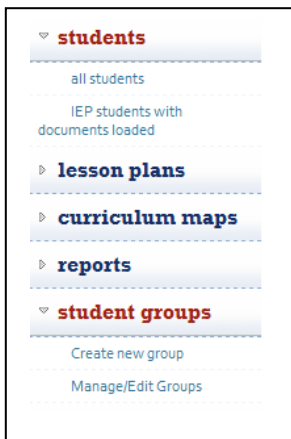 students
all students
IEP students with
documents loaded
lesson plans
curriculum maps
reports
student groups
Create new group
Manage/Edit Groups